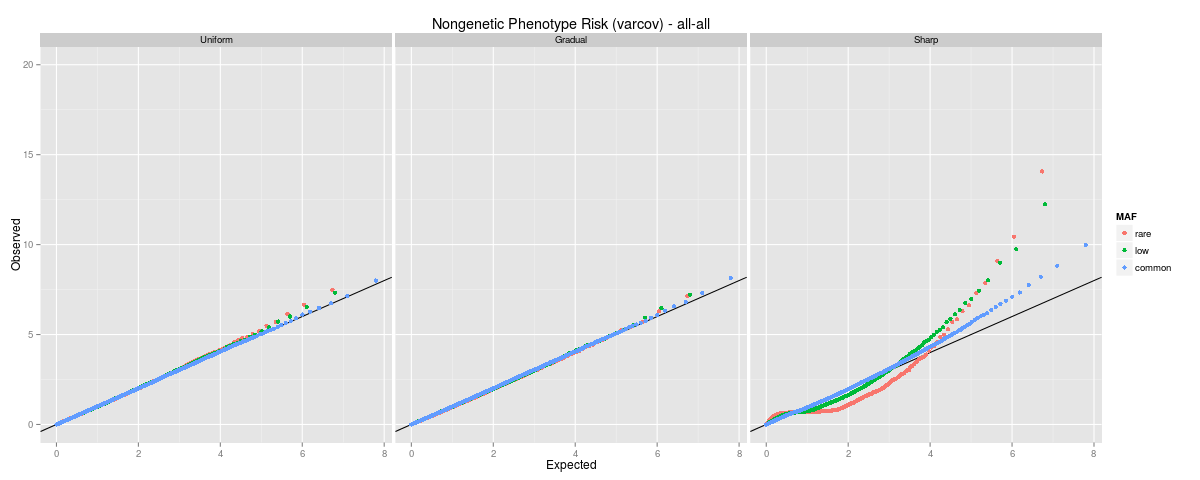 Nongenetic Phenotype Risk (varcov) - all-all
Uniform Gradual Sharp
20
15
10
5
0
Observed
0 2 4 6 8 0 2 4 6 8 0 2 4 6 8
Expected
MAF
rare
low
common